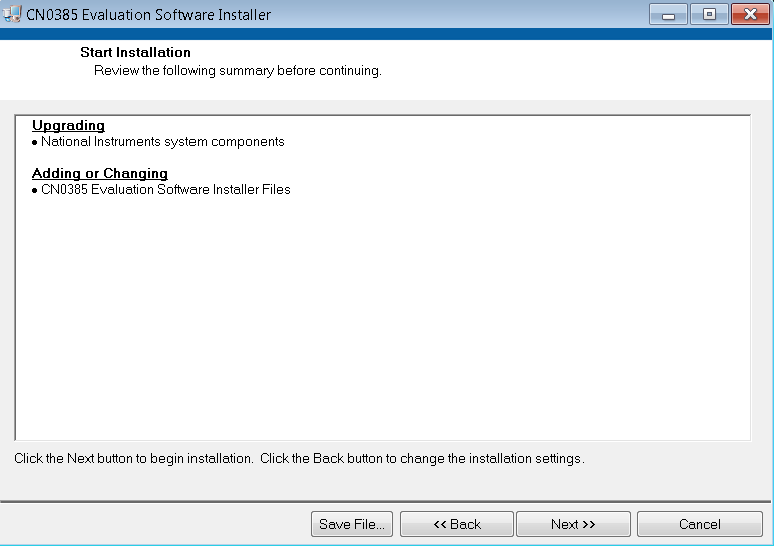 CN0385 Evaluation Software Installer
Start Installation
Review the following summary before continuing.
Upgrading
• National Instruments system components
Adding or Changing
• CN0385 Evaluation Software Installer Files
Click the Next button to begin installation. Click the Back button to change the installation settings.
Save File... << Back Next >> Cancel